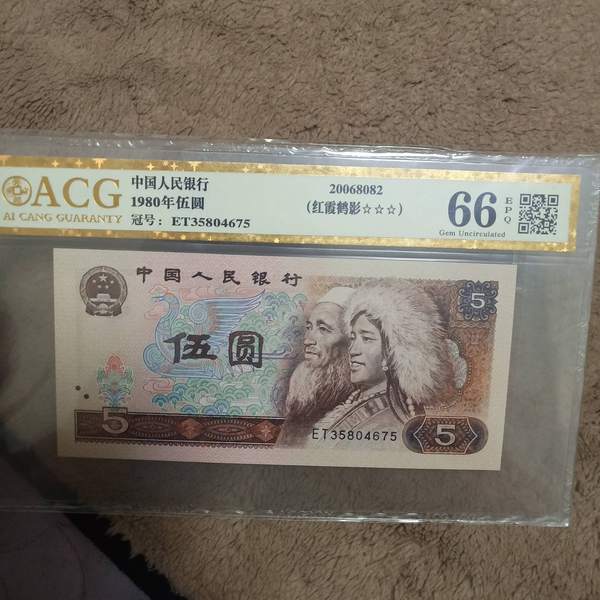 ACG
AI CANG GUARANTY
中国人民银行
1980年伍圆
冠号: ET35804675
20068082
(红霞鹤影☆☆☆)
66
EPQ
Gem Uncirculated
中国人民银行
5
伍圆
5
ET35804675
5